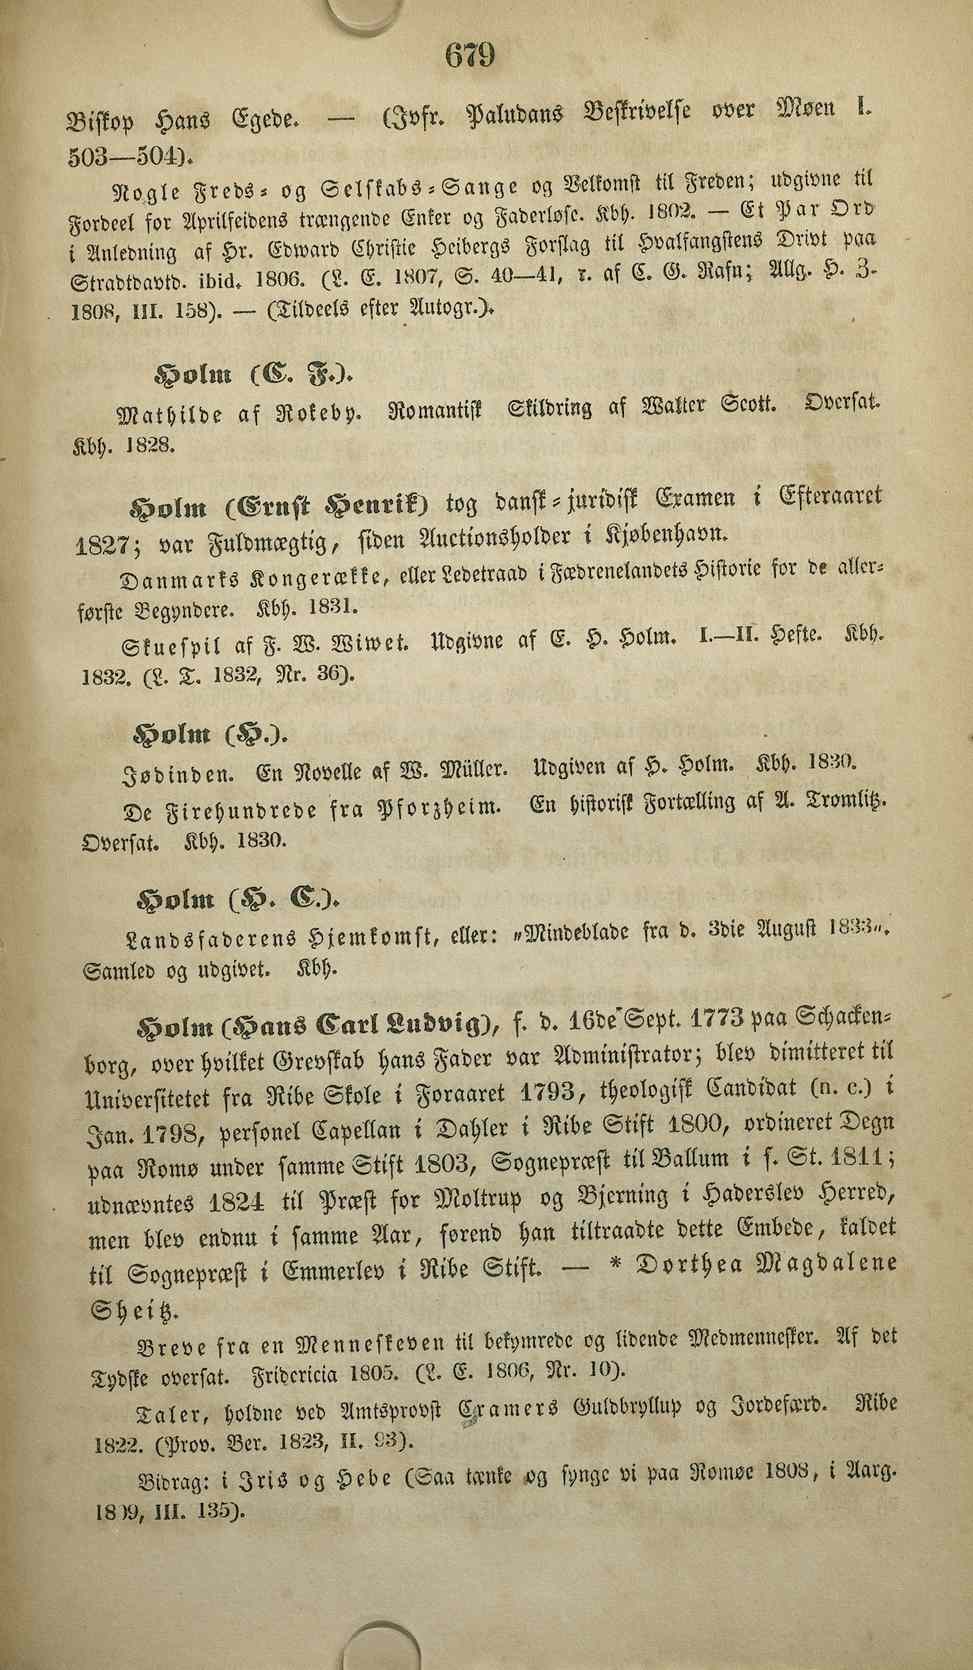 679
Biskop Hans Egede. — (Jvfr. Paludans Beskrivelse over Møen I.
503—504).
Nogle Freds- og Selskabs-Sange og Velkomst til Freden; udgivne til
Fordeel for Aprilfeidens trængende Enker og Faderløse. Kbh. 1802. — Et Par Ord
i Anledning af Hr. Edward Christie Heibergs Forslag til Hvalfangstens Drivt paa
Stradtdavtd. ibid. 1806. (L. E. 1807, S. 40—41, r. af C. G. Rafn; Allg. H. Z.
1808, III. 158). — (Tildeels efter Autogr.).
Holm (C. F.).
Mathilde af Rokeby. Romantisk Skildring af Walter Scott. Oversat.
Kbh. 1828.
Holm (Ernst Henrik) tog dansk-juridisk Examen i Efteraaret
1827; var Fuldmægtig, siden Auctionsholder i Kjøbenhavn.
Danmarks Kongerække, eller Ledetraad i Fædrenelandets Historie for de aller-
første Begyndere. Kbh. 1831.
Skuespil af F. W. Wiwet. Udgivne af E. H. Holm. I.—II. Hefte. Kbh.
1832. (L. T. 1832, Nr. 36).
Holm (H.).
Jødinden. En Novelle af W. Müller. Udgiven af H. Holm. Kbh. 1830.
De Firehundrede fra Pforzheim. En historisk Fortælling af A. Tromlitz.
Oversat. Kbh. 1830.
Holm (H. C.).
Landsfaderens Hjemkomst, eller: „Mindeblade fra d. 3die August 1833„.
Samled og udgivet. Kbh.
Holm (Hans Carl Ludvig), f. d. 16de Sept. 1773 paa Schacken-
borg, over hvilket Grevskab hans Fader var Administrator; blev dimitteret til
Universitetet fra Ribe Skole i Foraaret 1793, theologisk Candidat (n. c.) i
Jan. 1798, personel Capellan i Dahler i Ribe Stift 1800, ordineret Degn
paa Romø under samme Stift 1803, Sognepræst til Ballum i s. St. 1811;
udnævntes 1824 til Præst for Moltrup og Bjerning i Haderslev Herred,
men blev endnu i samme Aar, førend han tiltraadte dette Embede, kaldet
til Sognepræst i Emmerlev i Ribe Stift. — * Dorthea Magdalene
Sheitz.
Breve fra en Menneskeven til bekymrede og lidende Medmennesker. Af det
Tydske oversat. Fridericia 1805. (L. E. 1806, Nr. 10).
Taler, holdne ved Amtsprovst Cramers Guldbryllup og Jordefærd. Ribe
1822. (Prov. Ber. 1823, II. 93).
Bidrag: i Iris og Hebe (Saa tænke og synge vi paa Romøe 1808, i Aarg.
1809, III. 135).